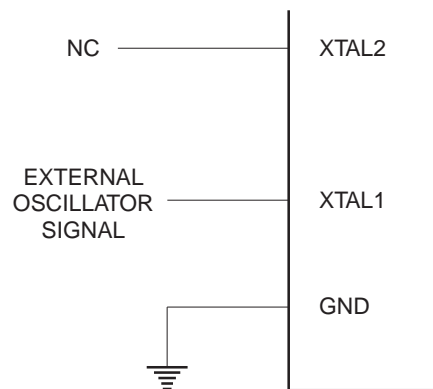 NC
XTAL2
EXTERNAL
OSCILLATOR
SIGNAL
XTAL1
GND